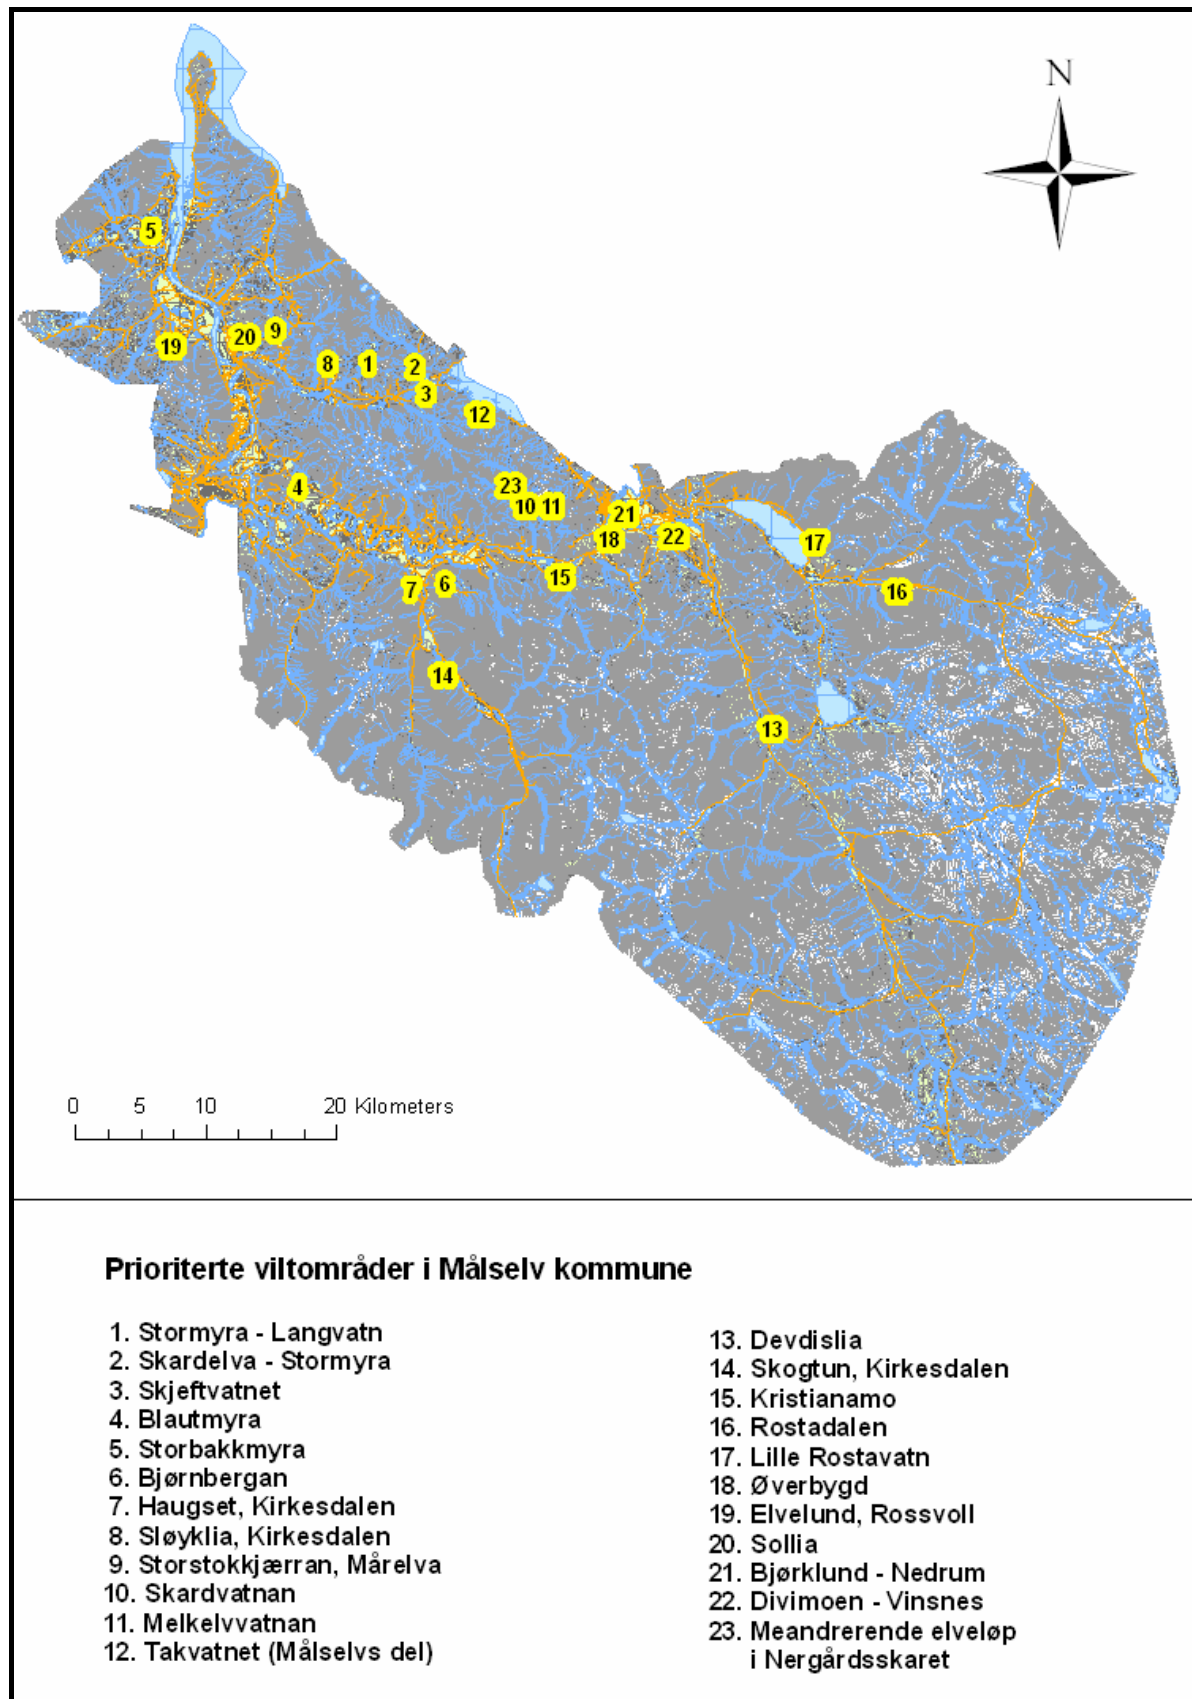 N
5
9
20
19
8
1
2
3
12
4
23
10
11
21
18
22
17
15
7
6
16
14
13
0 5 10 20 Kilometers
Prioriterte viltområder i Målselv kommune
1. Stormyra - Langvatn
2. Skardelva - Stormyra
3. Skjeftvatnet
4. Blautmyra
5. Storbakkmyra
6. Bjørnbergan
7. Haugset, Kirkesdalen
8. Sløyklia, Kirkesdalen
9. Storstokkjærran, Mårelva
10. Skardvatnan
11. Melkelvvatnan
12. Takvatnet (Målselvs del)
13. Devdislia
14. Skogtun, Kirkesdalen
15. Kristianamo
16. Rostadalen
17. Lille Rostavatn
18. Øverbygd
19. Elvelund, Rossvoll
20. Sollia
21. Bjørklund - Nedrum
22. Divimoen - Vinsnes
23. Meandrerende elveløp
i Nergårdsskaret